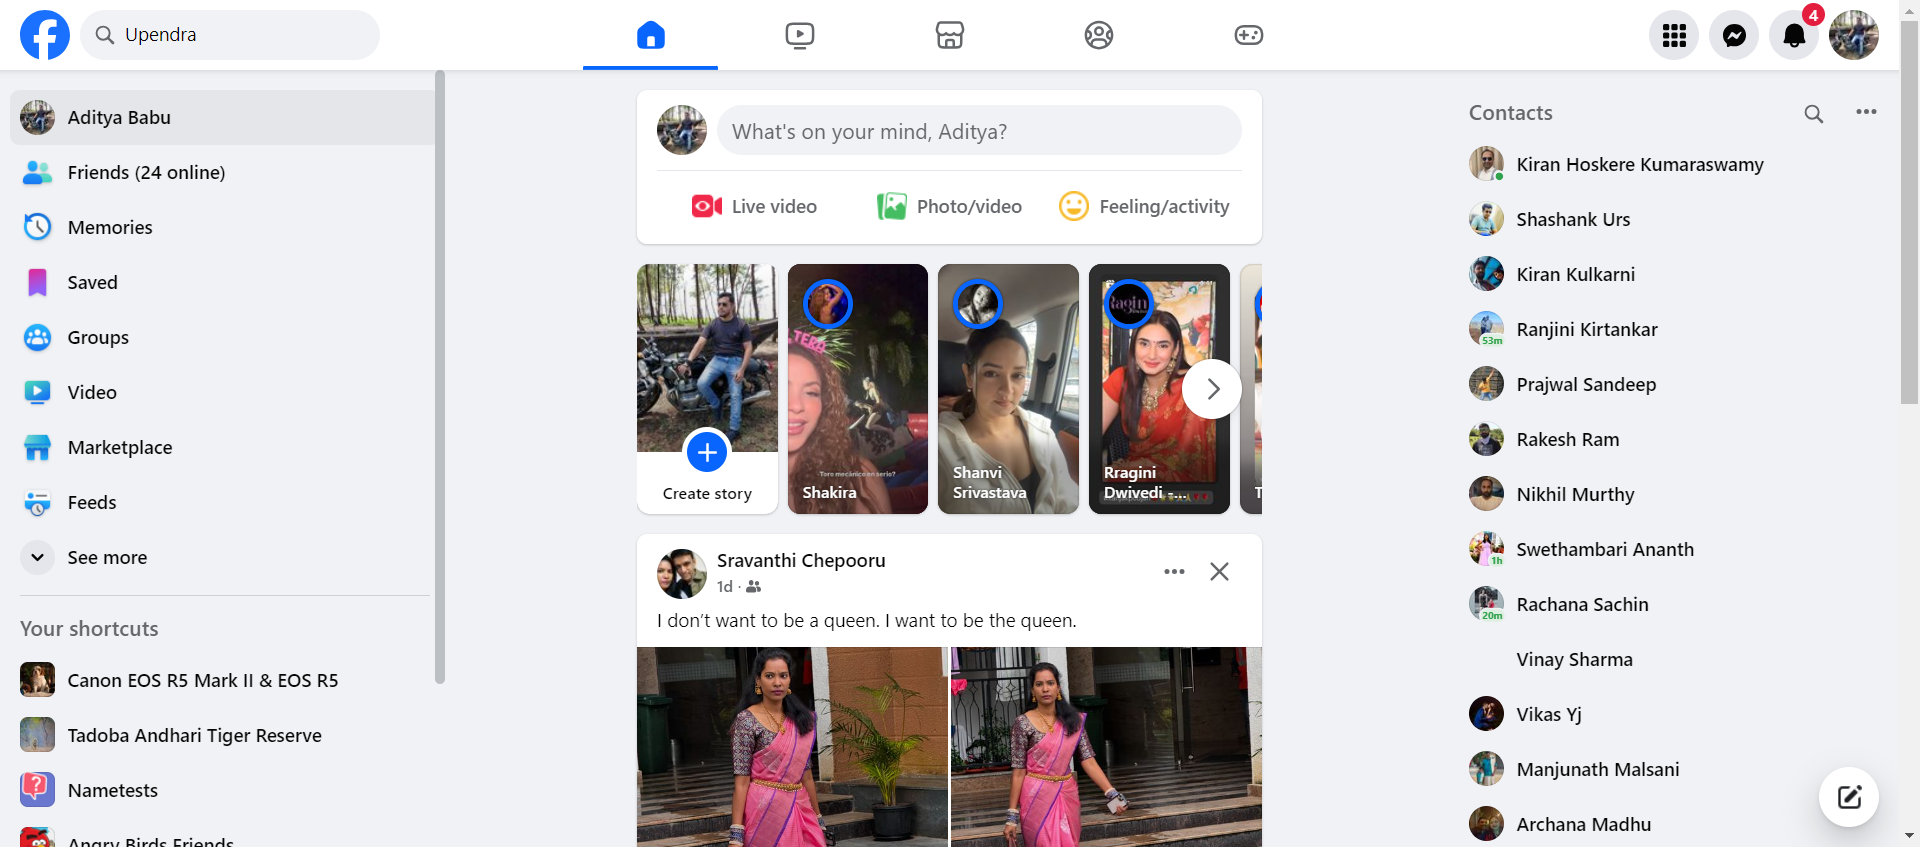 Upendra
4
Aditya Babu
Friends (24 online)
Memories
Saved
Groups
Video
Marketplace
Feeds
See more
Your shortcuts
Canon EOS R5 Mark II & EOS R5
Tadoba Andhari Tiger Reserve
Nametests
Angry Birds Friends
What's on your mind, Aditya?
Live video
Photo/video
Feeling/activity
Create story
Toro mecánico en serio?
Shakira
Shanvi
Srivastava
Rragini
Dwivedi -...
T
Sravanthi Chepooru
1d ·
I don’t want to be a queen. I want to be the queen.
Contacts
Kiran Hoskere Kumaraswamy
Shashank Urs
Kiran Kulkarni
Ranjini Kirtankar
53m
Prajwal Sandeep
Rakesh Ram
Nikhil Murthy
Swethambari Ananth
1h
Rachana Sachin
20m
Vinay Sharma
Vikas Yj
Manjunath Malsani
Archana Madhu